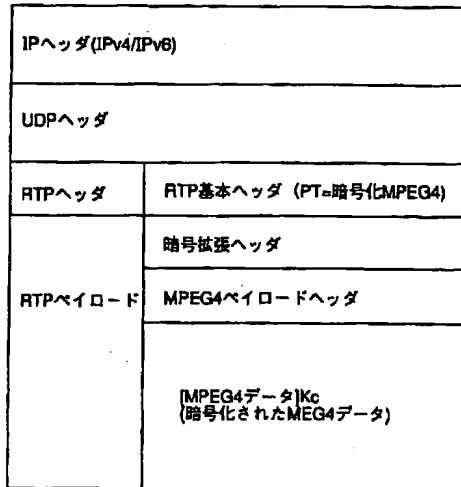 IPヘッダ(IPv4/IPv6)
UDPヘッダ
RTPヘッダ
RTP基本ヘッダ (PT=暗号化MPEG4)
暗号拡張ヘッダ
RTPペイロード
MPEG4ペイロードヘッダ
[MPEG4データ]Kc
(暗号化されたMEG4データ)